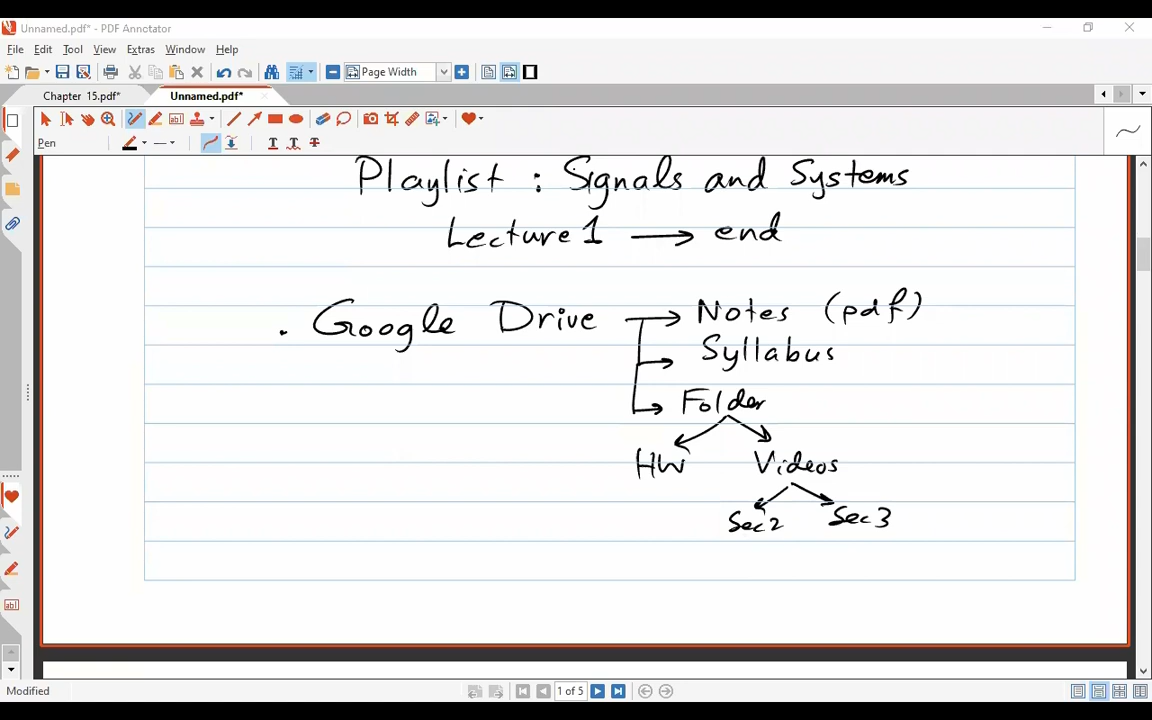 Unnamed.pdf* - PDF Annotator
File Edit Tool View Extras Window Help
Page Width
Chapter 15.pdf* Unnamed.pdf*
Pen
Playlist : Signals and Systems
Lecture 1 → end
. Google Drive → Notes (pdf)
→ Syllabus
→ Folder
HW Videos
Sec 2 Sec 3
Modified 1 of 5